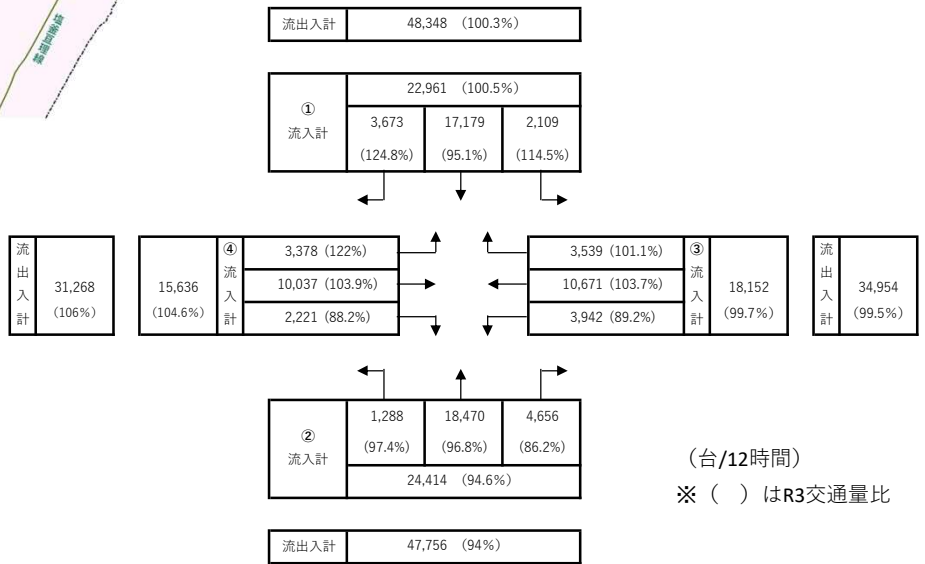 流出入計 48,348 (100.3%)
① 流入計
22,961 (100.5%)
3,673 17,179 2,109
(124.8%) (95.1%) (114.5%)
流出入計
31,268
(106%)
15,636
(104.6%)
④流入計
3,378 (122%)
10,037 (103.9%)
2,221 (88.2%)
3,539 (101.1%)
10,671 (103.7%)
3,942 (89.2%)
③流入計
18,152
(99.7%)
流出入計
34,954
(99.5%)
② 流入計
1,288 18,470 4,656
(97.4%) (96.8%) (86.2%)
24,414 (94.6%)
(台/12時間)
※( )はR3交通量比
流出入計 47,756 (94%)